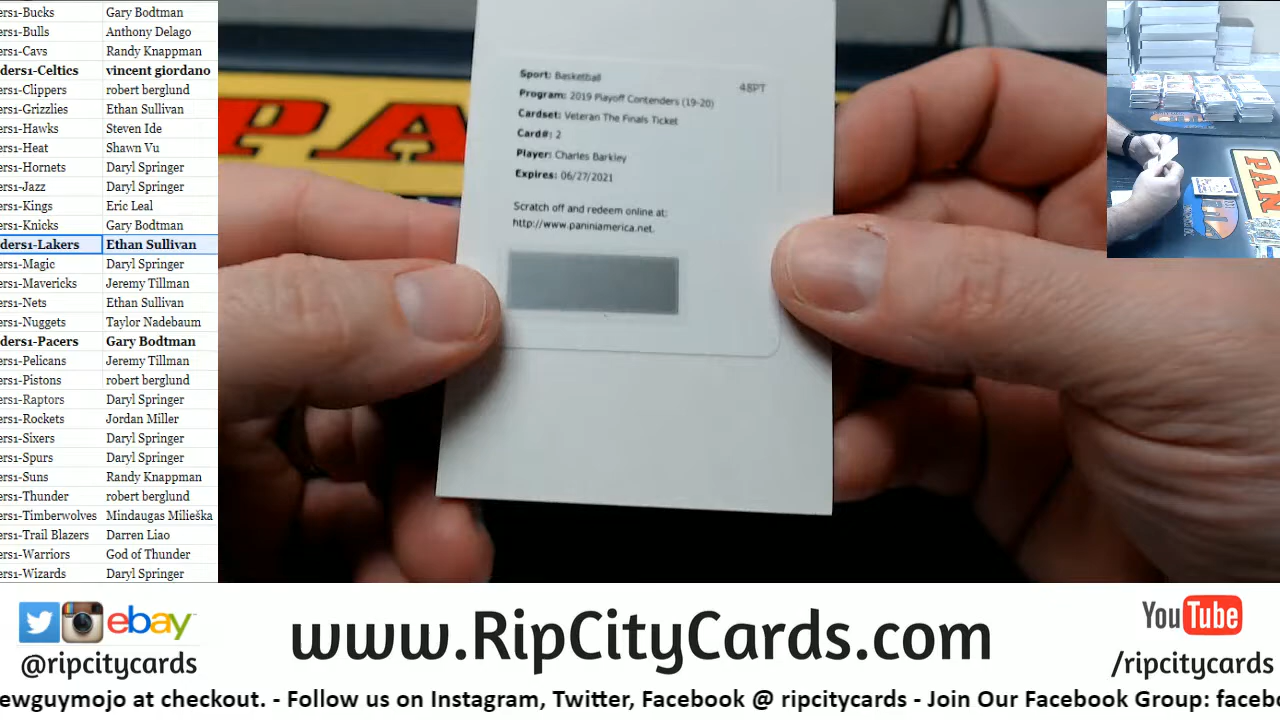 ers1-Bucks Gary Bodtman
ers1-Bulls Anthony Delago
ers1-Cavs Randy Knappman
ders1-Celtics vincent giordano
ers1-Clippers robert berglund
ers1-Grizzlies Ethan Sullivan
ers1-Hawks Steven Ide
ers1-Heat Shawn Vu
ers1-Hornets Daryl Springer
ers1-Jazz Daryl Springer
ers1-Kings Eric Leal
ers1-Knicks Gary Bodtman
ders1-Lakers Ethan Sullivan
ers1-Magic Daryl Springer
ers1-Mavericks Jeremy Tillman
ers1-Nets Ethan Sullivan
ers1-Nuggets Taylor Nadebaum
ders1-Pacers Gary Bodtman
ers1-Pelicans Jeremy Tillman
ers1-Pistons robert berglund
ers1-Raptors Daryl Springer
ers1-Rockets Jordan Miller
ers1-Sixers Daryl Springer
ers1-Spurs Daryl Springer
ers1-Suns Randy Knappman
ers1-Thunder robert berglund
ers1-Timberwolves Mindaugas Milieška
ers1-Trail Blazers Darren Liao
ers1-Warriors God of Thunder
ers1-Wizards Daryl Springer
PA
48PT
Sport: Basketball
Program: 2019 Playoff Contenders (19-20)
Cardset: Veteran The Finals Ticket
Card#: 2
Player: Charles Barkley
Expires: 06/27/2021
Scratch off and redeem online at:
http://www.paniniamerica.net.
PAN
ebay
@ripcitycards
www.RipCityCards.com
YouTube
/ripcitycards
ewguymojo at checkout. - Follow us on Instagram, Twitter, Facebook @ ripcitycards - Join Our Facebook Group: faceb